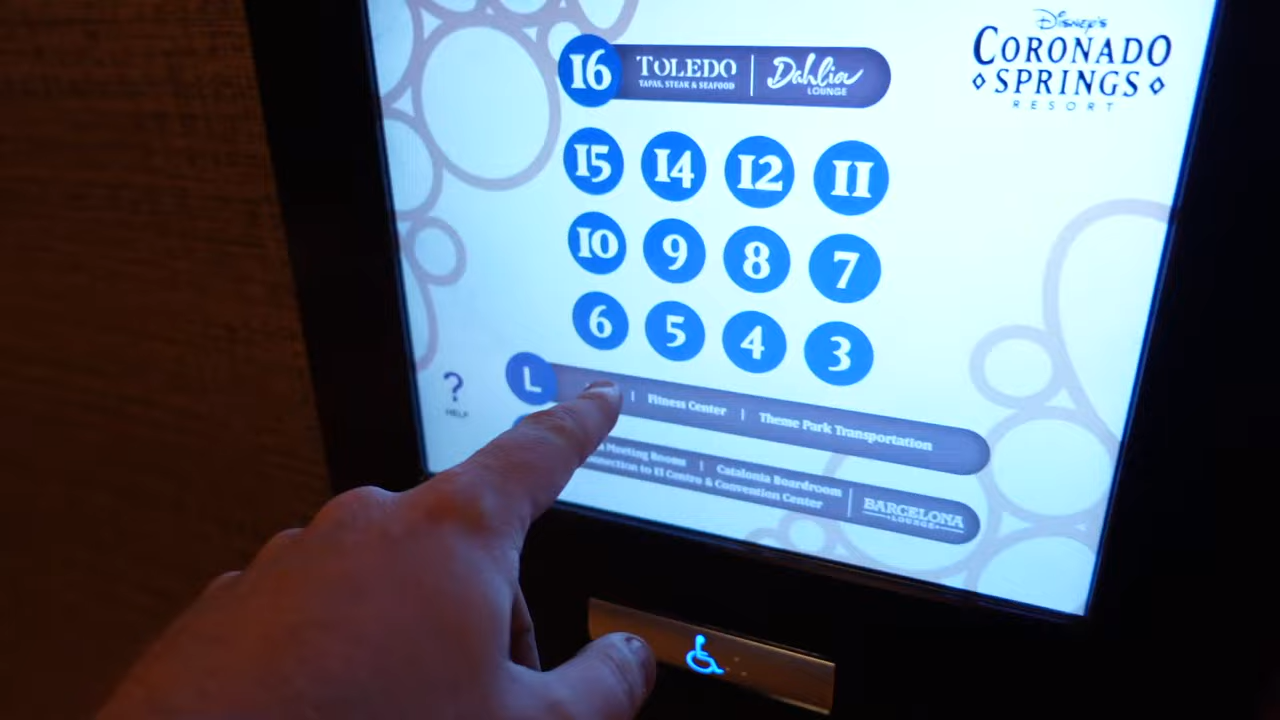 DISNEY'S
CORONADO
SPRINGS
RESORT
16 TOLEDO
TAPAS, STEAK & SEAFOOD
Dahlia
LOUNGE
15 14 12 11
10 9 8 7
6 5 4 3
L | Fitness Center | Theme Park Transportation
?
HELP
Meeting Rooms | Catalonia Boardroom
to El Centro & Convention Center
BARCELONA
LOUNGE